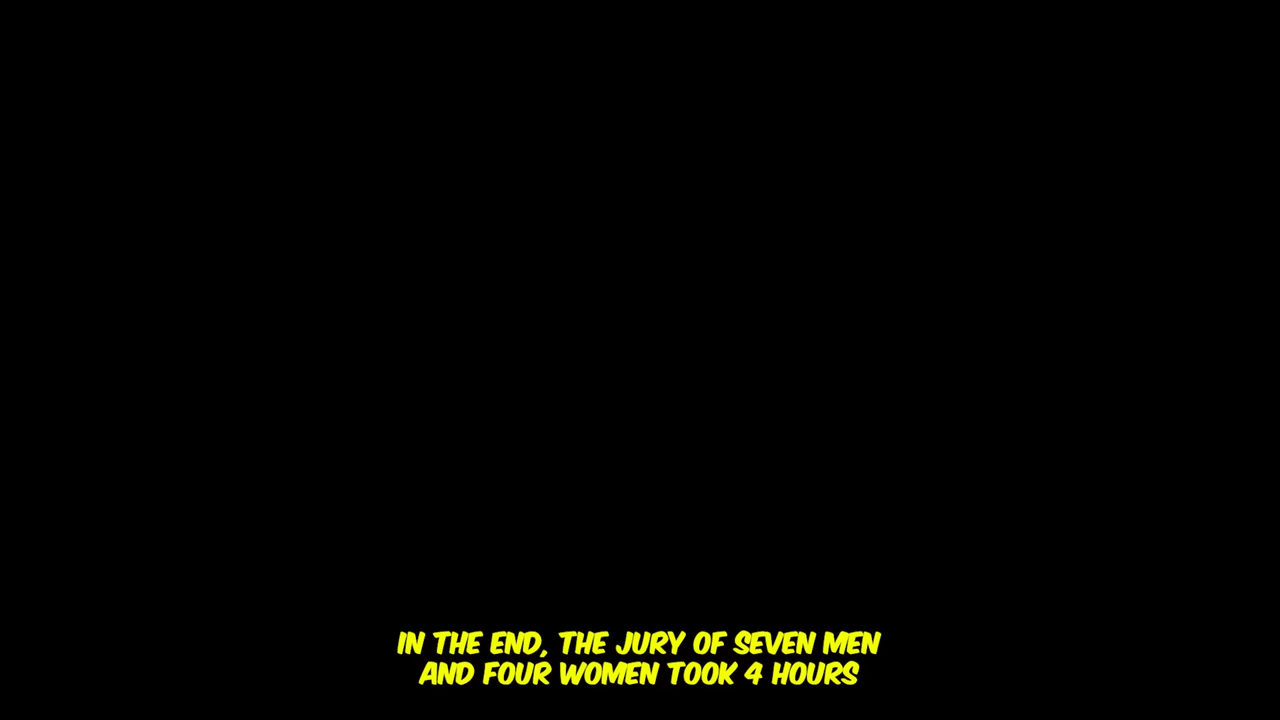 IN THE END, THE JURY OF SEVEN MEN
AND FOUR WOMEN TOOK 4 HOURS